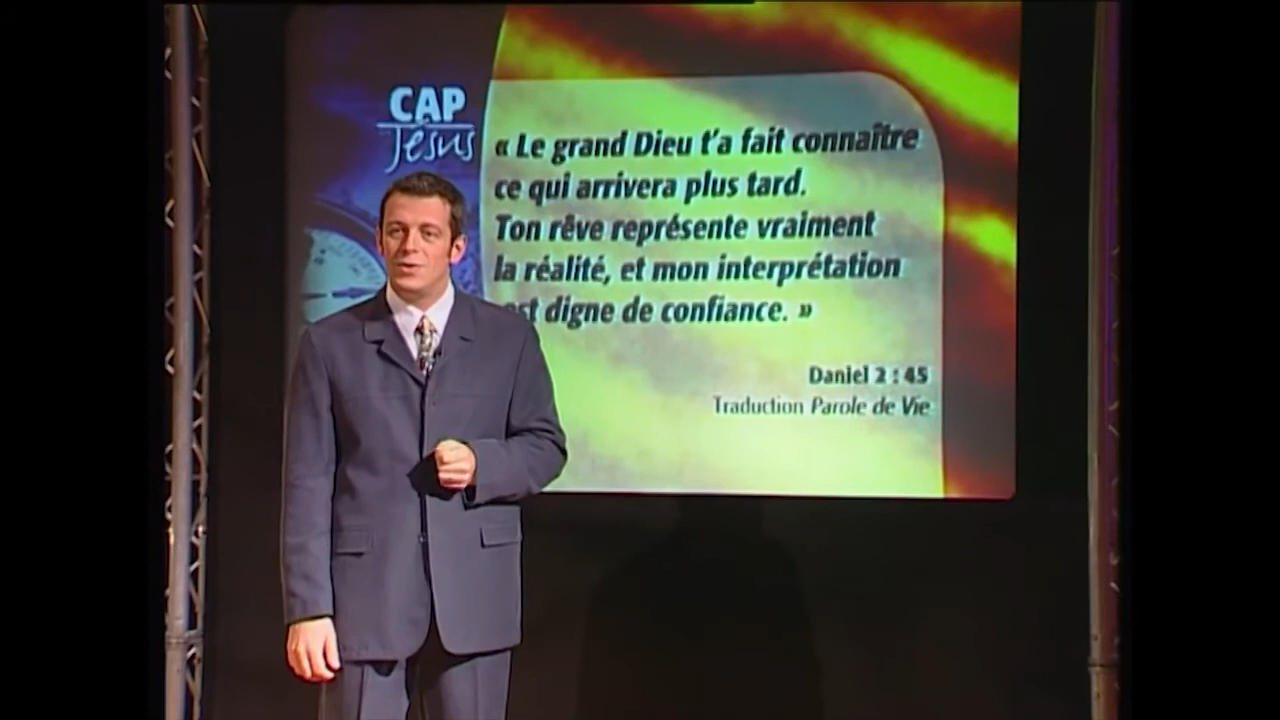 CAP
Jésus
« Le grand Dieu t'a fait connaître
ce qui arrivera plus tard.
Ton rêve représente vraiment
la réalité, et mon interprétation
est digne de confiance. »
Daniel 2 : 45
Traduction Parole de Vie